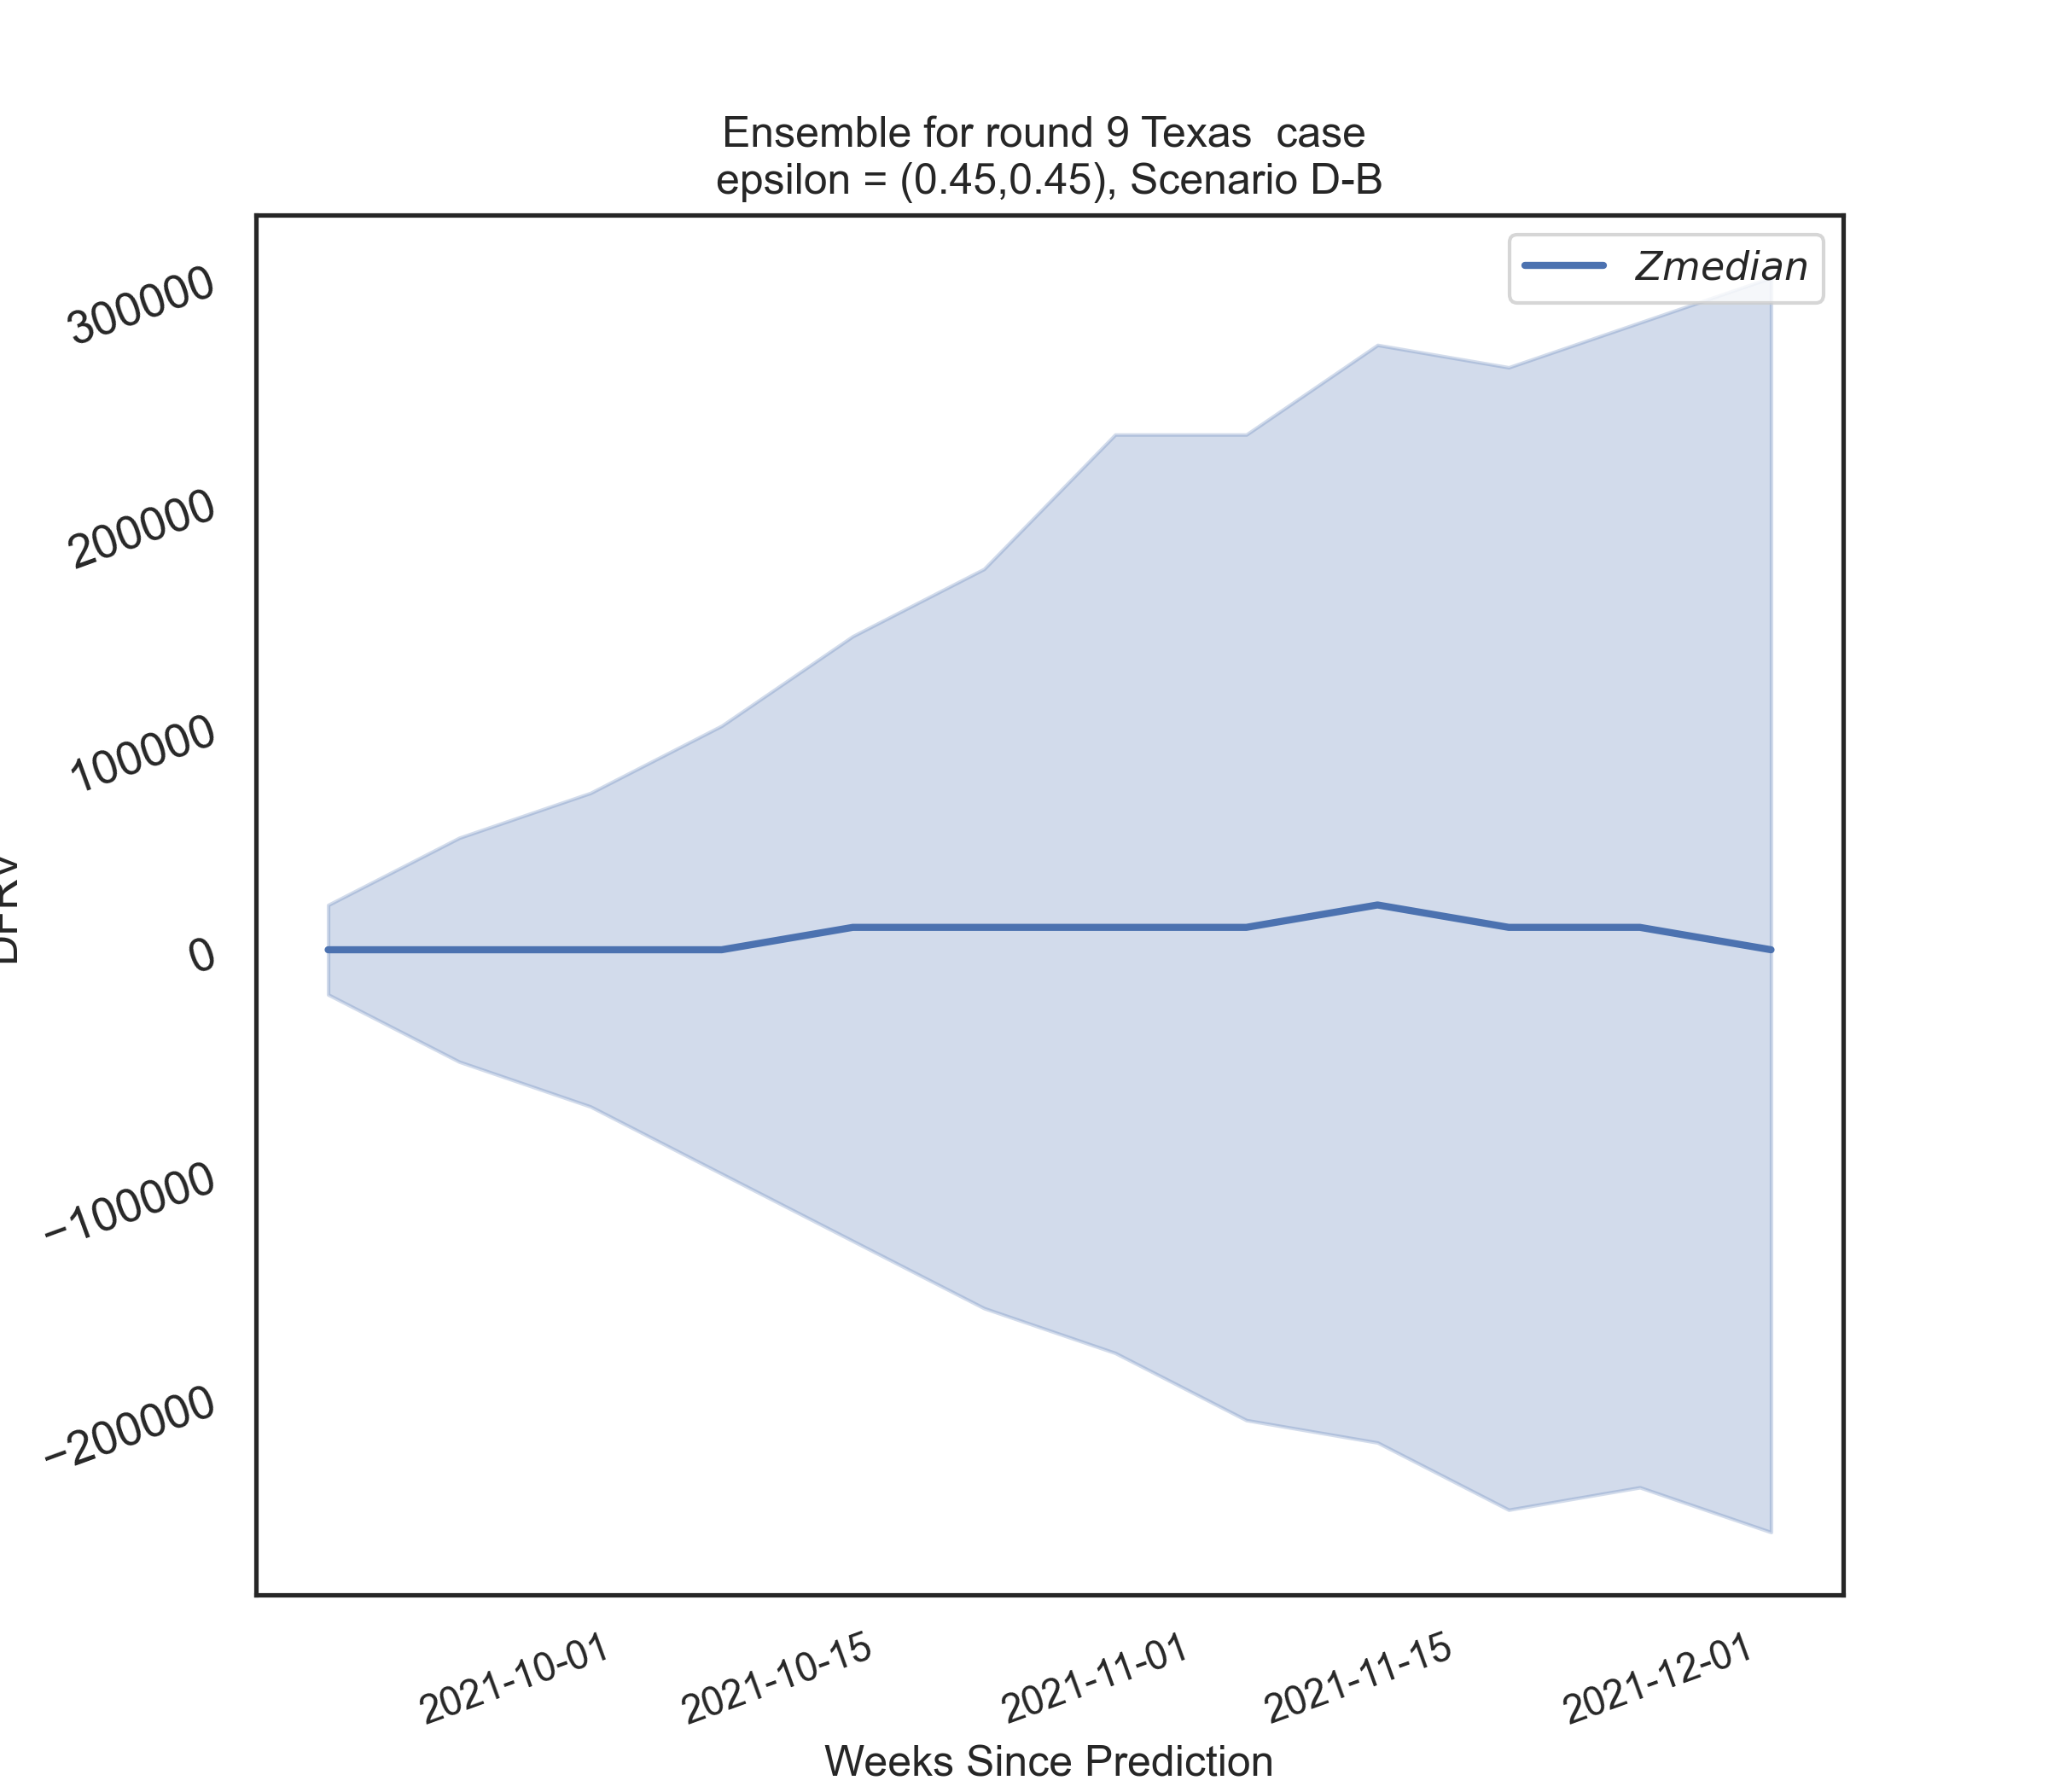 Ensemble for round 9 Texas  case
epsilon = (0.45,0.45), Scenario D-B
Zmedian
300000
200000
100000
0
−100000
−200000
2021-10-01
2021-10-15
2021-11-01
2021-11-15
2021-12-01
Weeks Since Prediction